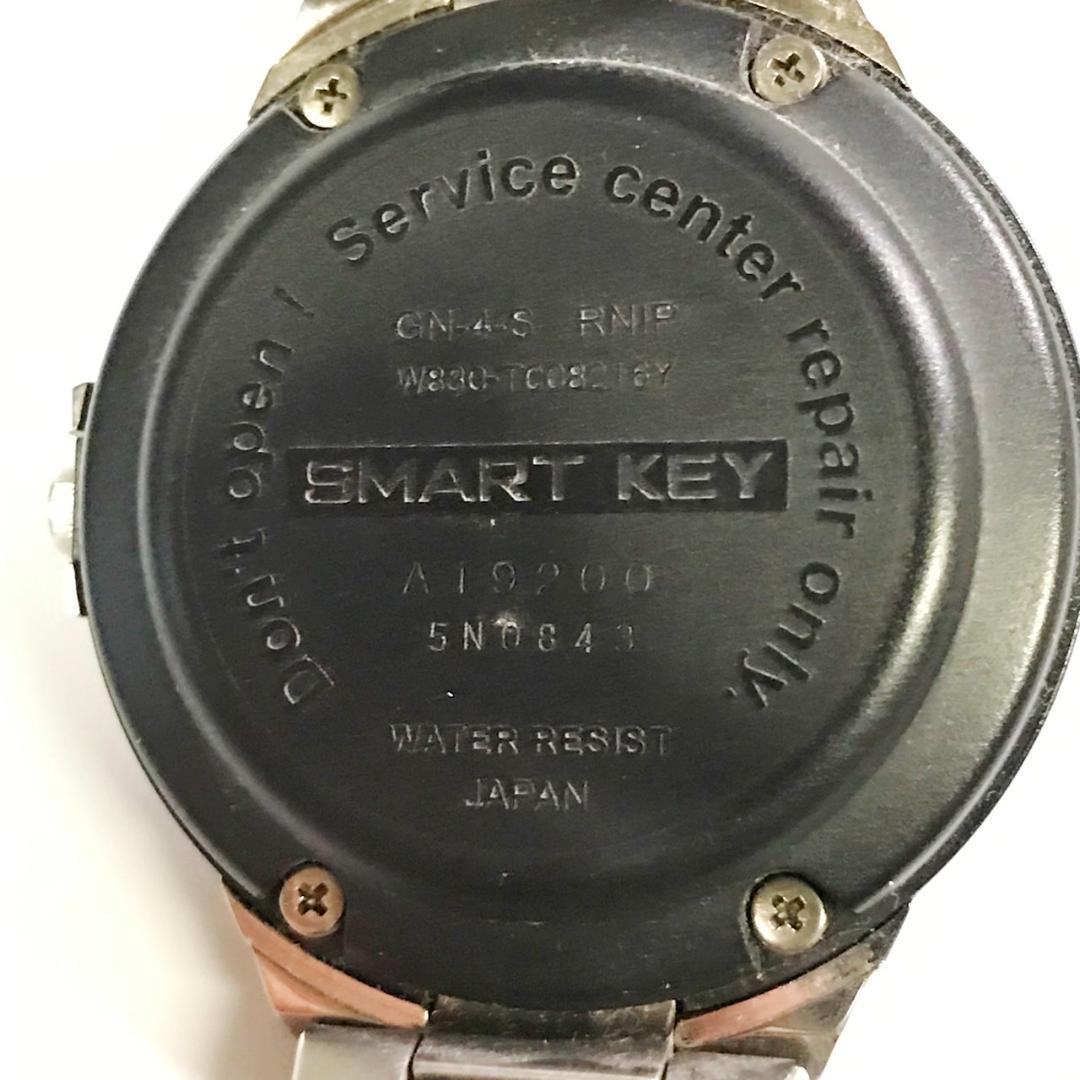 Don't open ! Service center repair only.
GN-4-S RNIP
W830-TC08216Y
SMART KEY
A19200
5N0843
WATER RESIST
JAPAN